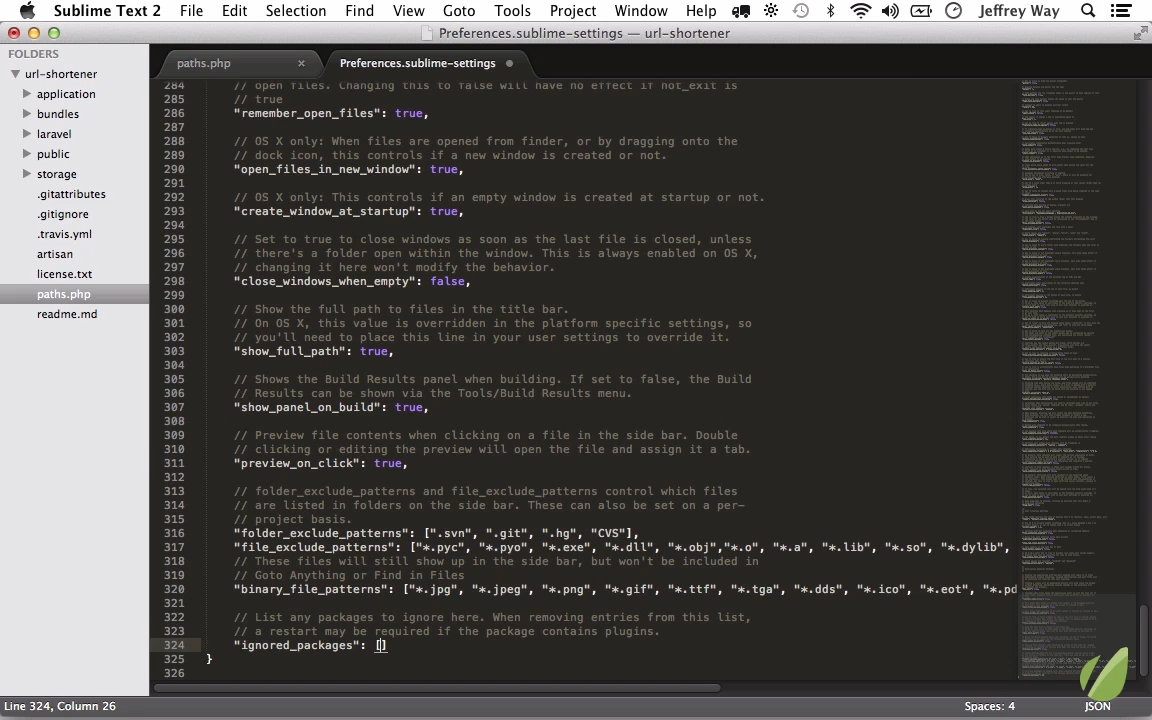 Sublime Text 2 File Edit Selection Find View Goto Tools Project Window Help Jeffrey Way
Preferences.sublime-settings — url-shortener
FOLDERS
url-shortener
application
bundles
laravel
public
storage
.gitattributes
.gitignore
.travis.yml
artisan
license.txt
paths.php
readme.md
paths.php × Preferences.sublime-settings
284 // open files. Changing this to false will have no effect if hot_exit is
285 // true
286 "remember_open_files": true,
287
288 // OS X only: When files are opened from finder, or by dragging onto the
289 // dock icon, this controls if a new window is created or not.
290 "open_files_in_new_window": true,
291
292 // OS X only: This controls if an empty window is created at startup or not.
293 "create_window_at_startup": true,
294
295 // Set to true to close windows as soon as the last file is closed, unless
296 // there's a folder open within the window. This is always enabled on OS X,
297 // changing it here won't modify the behavior.
298 "close_windows_when_empty": false,
299
300 // Show the full path to files in the title bar.
301 // On OS X, this value is overridden in the platform specific settings, so
302 // you'll need to place this line in your user settings to override it.
303 "show_full_path": true,
304
305 // Shows the Build Results panel when building. If set to false, the Build
306 // Results can be shown via the Tools/Build Results menu.
307 "show_panel_on_build": true,
308
309 // Preview file contents when clicking on a file in the side bar. Double
310 // clicking or editing the preview will open the file and assign it a tab.
311 "preview_on_click": true,
312
313 // folder_exclude_patterns and file_exclude_patterns control which files
314 // are listed in folders on the side bar. These can also be set on a per-
315 // project basis.
316 "folder_exclude_patterns": [".svn", ".git", ".hg", "CVS"],
317 "file_exclude_patterns": ["*.pyc", "*.pyo", "*.exe", "*.dll", "*.obj","*.o", "*.a", "*.lib", "*.so", "*.dylib",
318 // These files will still show up in the side bar, but won't be included in
319 // Goto Anything or Find in Files
320 "binary_file_patterns": ["*.jpg", "*.jpeg", "*.png", "*.gif", "*.ttf", "*.tga", "*.dds", "*.ico", "*.eot", "*.pd
321
322 // List any packages to ignore here. When removing entries from this list,
323 // a restart may be required if the package contains plugins.
324 "ignored_packages": []
325 }
326
Line 324, Column 26 Spaces: 4 JSON